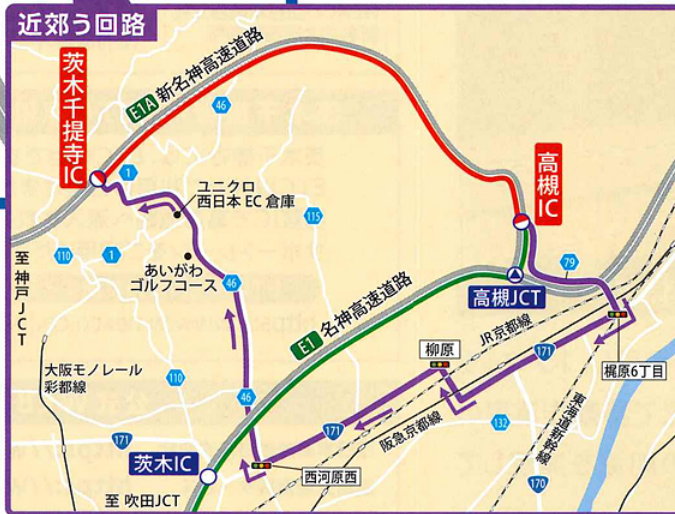 近郊う回路
茨木千提寺IC
E1A 新名神高速道路
46
高槻IC
1
ユニクロ
西日本EC倉庫
115
110
1
79
至神戸JCT
あいがわ
ゴルフコース
46
高槻JCT
E1 名神高速道路
JR京都線
柳原
171
梶原6丁目
大阪モノレール
彩都線
110
46
171
阪急京都線
132
東海道新幹線
171
茨木IC
西河原西
170
至 吹田JCT